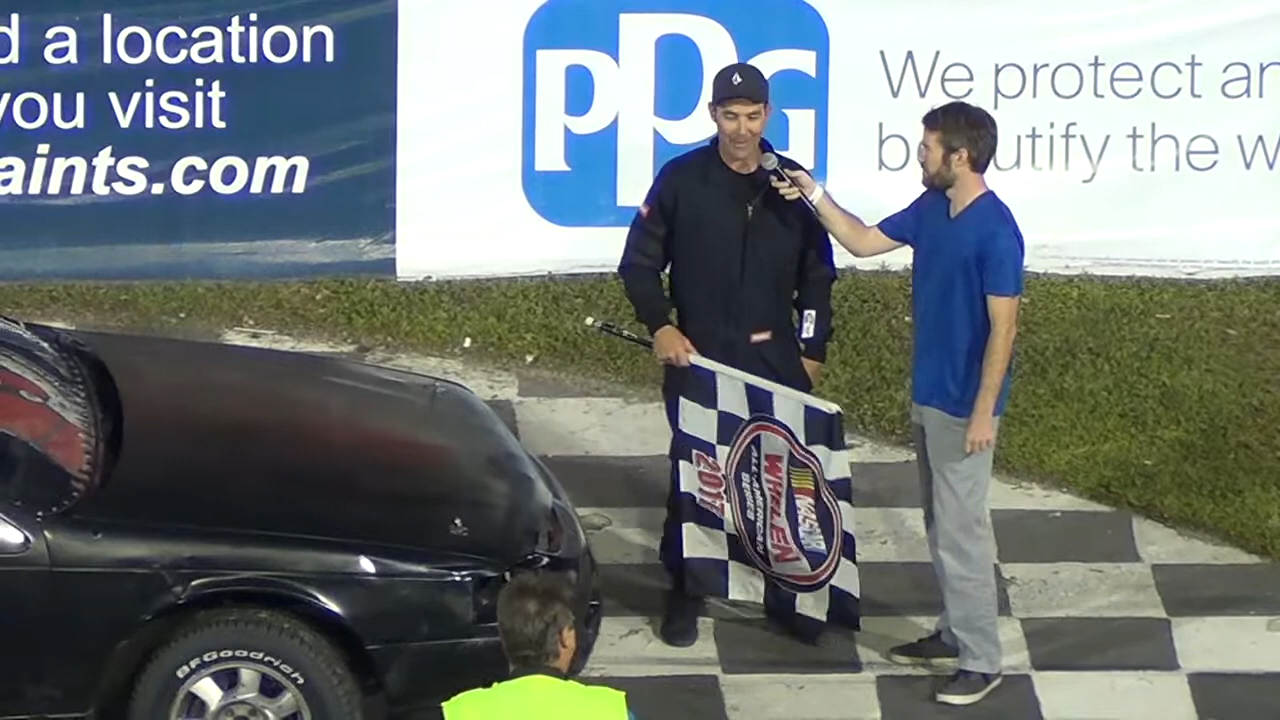 d a location
you visit
aints.com
PPG
We protect an
b utify the w
NASCAR
WHELEN
ALL-AMERICAN
SERIES
2017
BFGoodrich